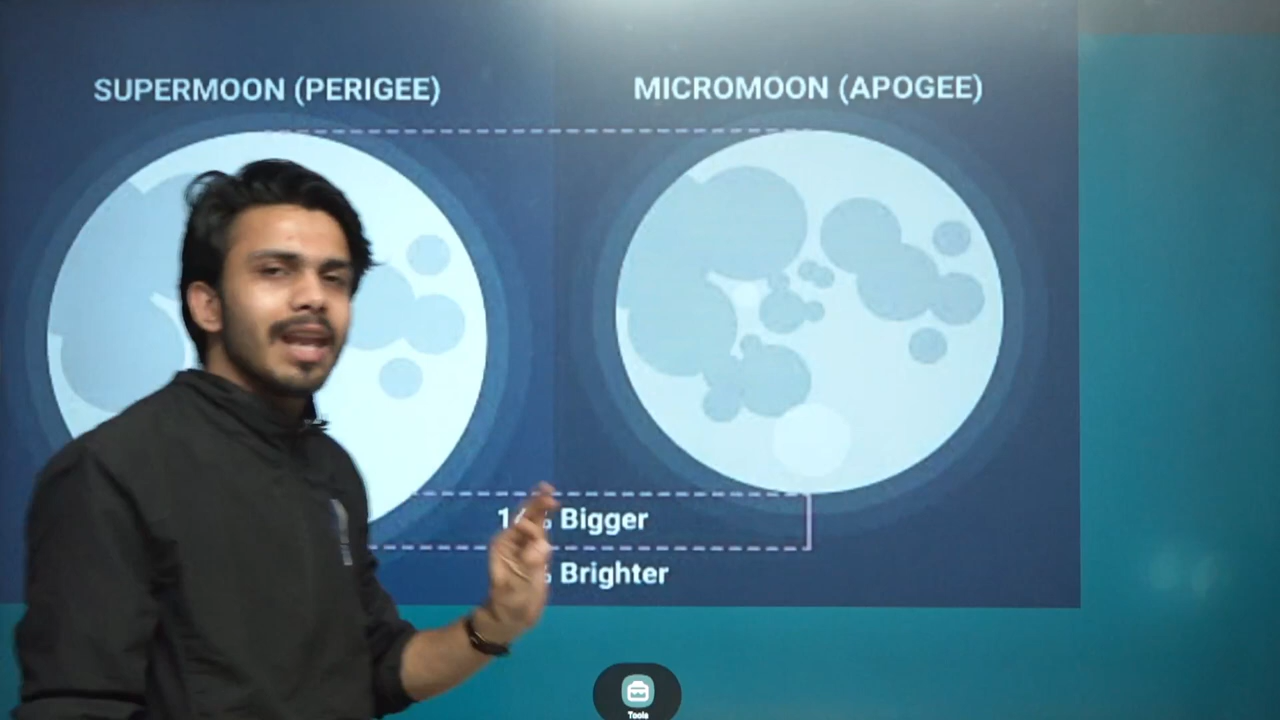 SUPERMOON (PERIGEE)
MICROMOON (APOGEE)
Bigger
Brighter
Tools